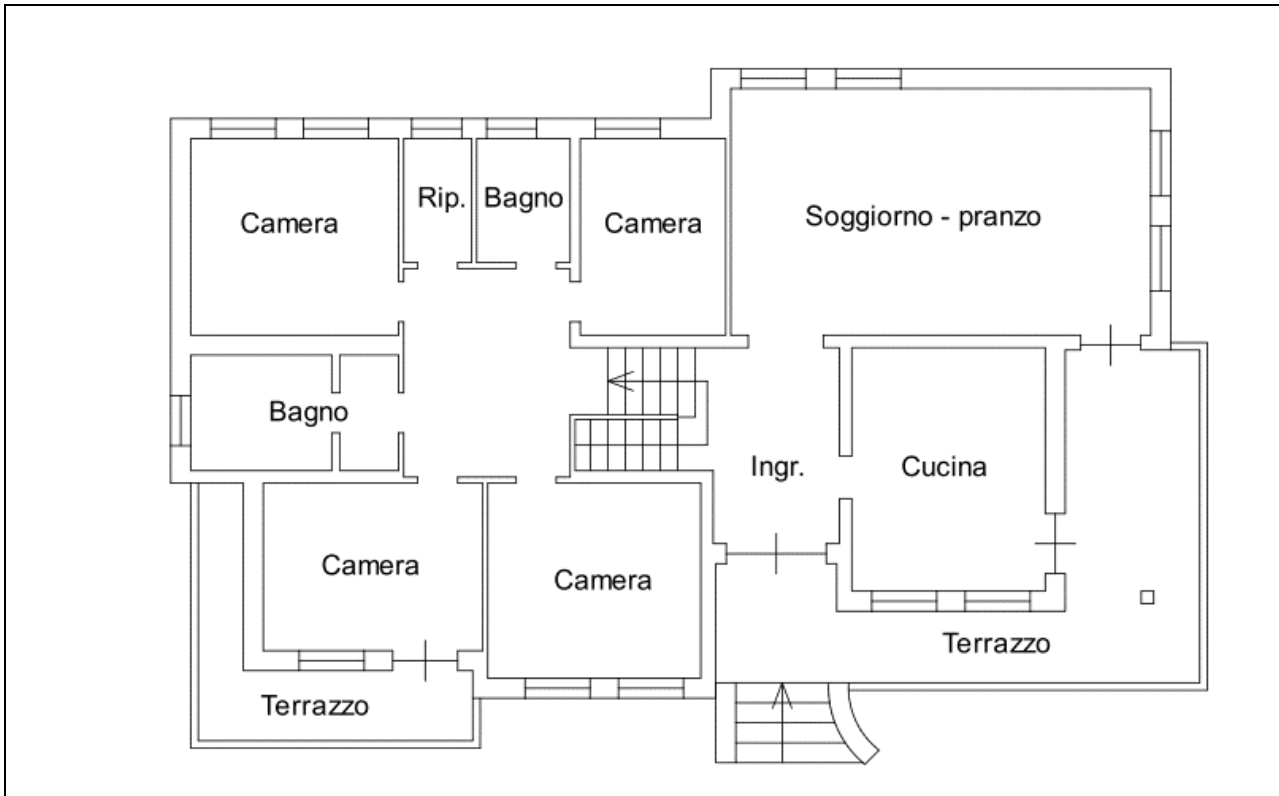 Rip.
Bagno
Camera
Camera
Soggiorno - pranzo
Bagno
Ingr.
Cucina
Camera
Camera
Terrazzo
Terrazzo